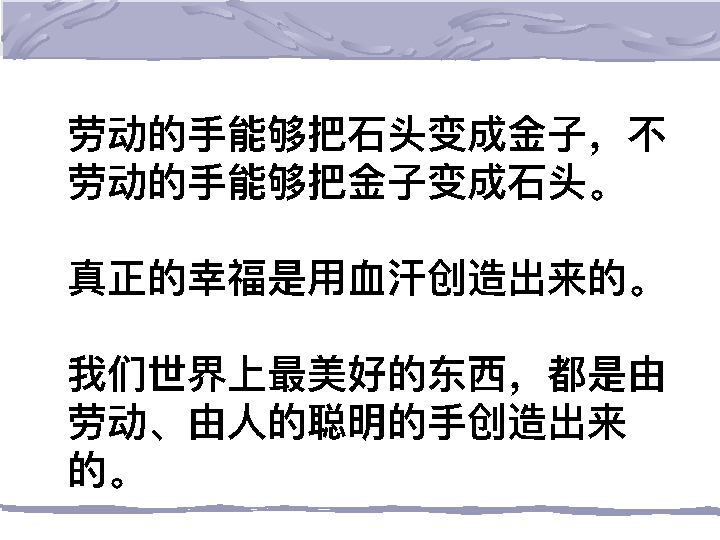 劳动的手能够把石头变成金子，不
劳动的手能够把金子变成石头。
真正的幸福是用血汗创造出来的。
我们世界上最美好的东西，都是由
劳动、由人的聪明的手创造出来
的。